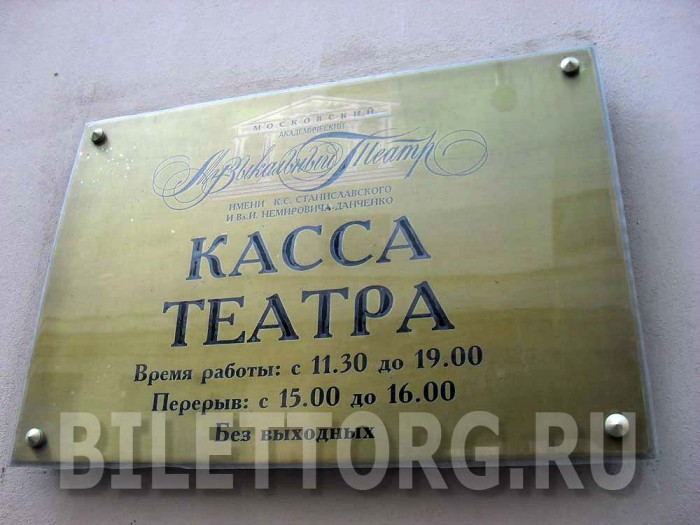 МОСКОВСКИЙ
АКАДЕМИЧЕСКИЙ
Музыкальный Театр
ИМЕНИ К.С. СТАНИСЛАВСКОГО
И Вл.И. НЕМИРОВИЧА-ДАНЧЕНКО
КАССА
ТЕАТРА
Время работы: с 11.30 до 19.00
Перерыв: с 15.00 до 16.00
Без выходных
BILETTORG.RU